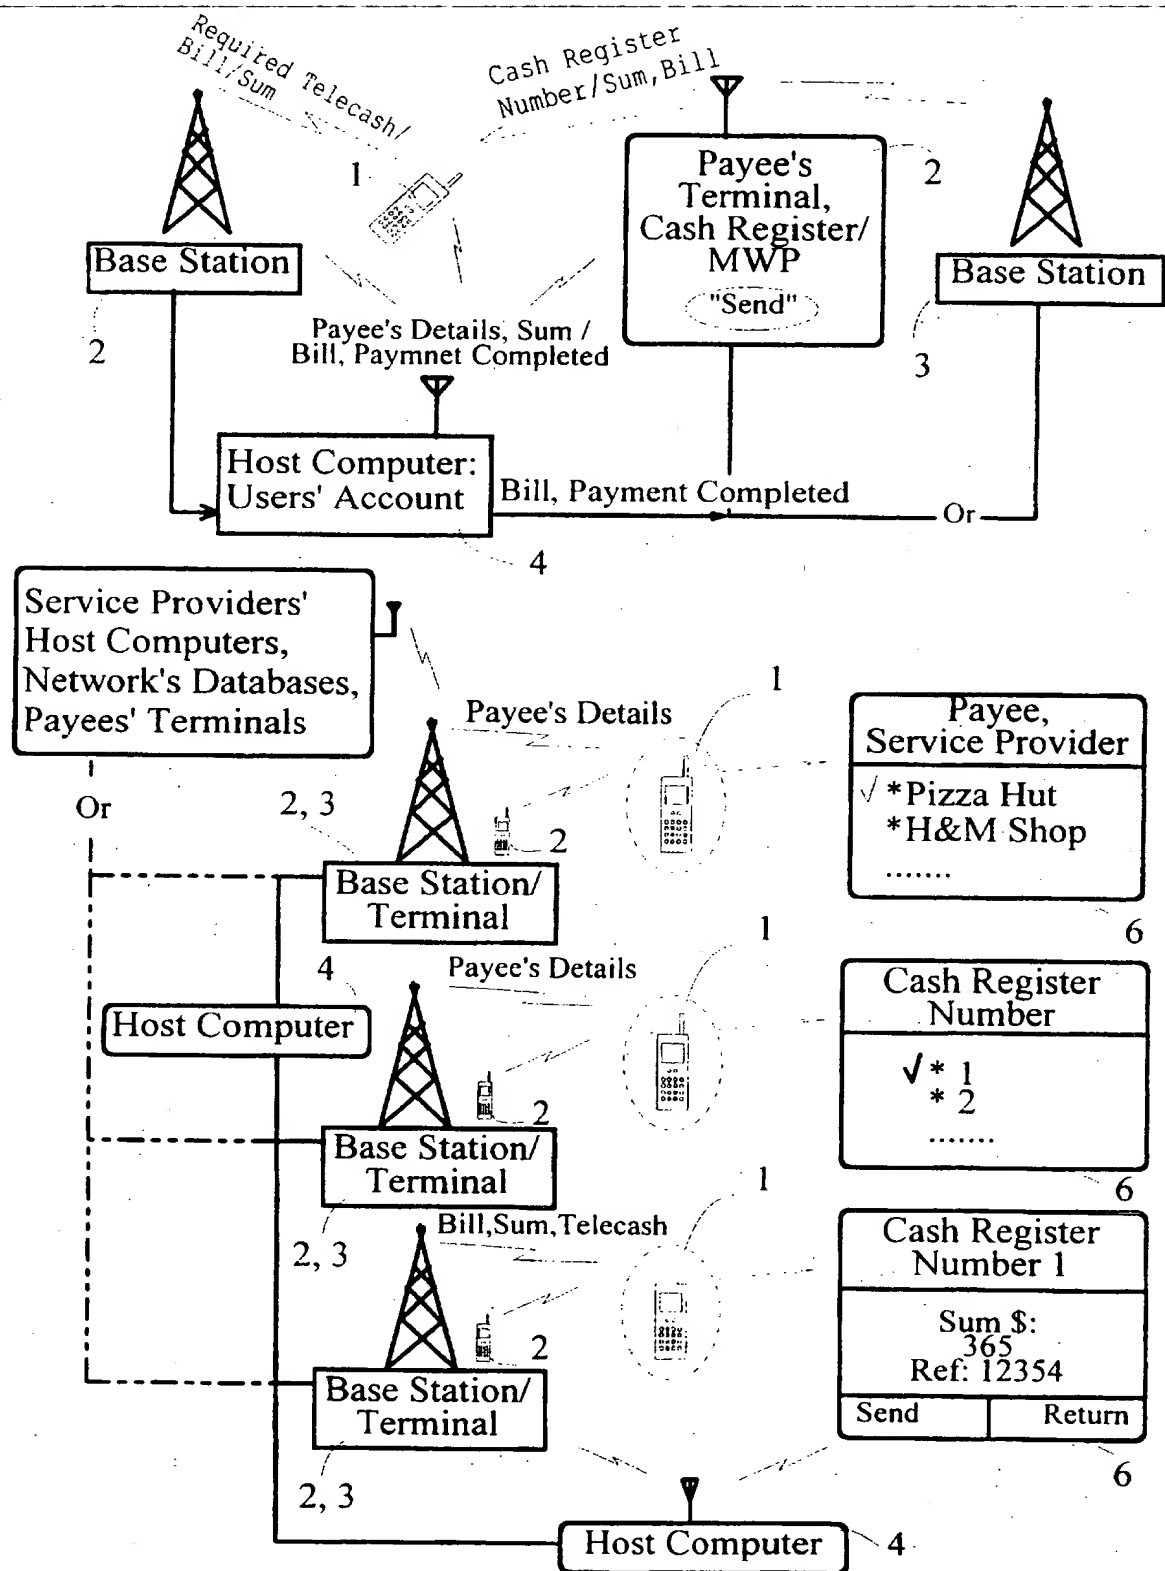 Required Telecash/
Bill/Sum
Cash Register
Number/Sum,Bill
1
Payee's
Terminal,
Cash Register/
MWP
"Send"
2
Base Station
2
Base Station
3
Payee's Details, Sum /
Bill, Paymnet Completed
Host Computer:
Users' Account
Bill, Payment Completed
Or
4
Service Providers'
Host Computers,
Network's Databases,
Payees' Terminals
Or
Payee's Details
1
2, 3
2
Base Station/
Terminal
Payee,
Service Provider
√ *Pizza Hut
*H&M Shop
.......
6
4
Host Computer
Payee's Details
1
2
Base Station/
Terminal
2, 3
Cash Register
Number
√ * 1
* 2
.......
6
Bill,Sum,Telecash
1
2
Base Station/
Terminal
2, 3
Cash Register
Number 1
Sum $:
365
Ref: 12354
Send
Return
6
Host Computer
4